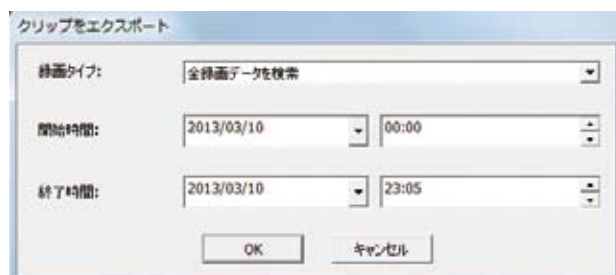 クリップをエクスポート
録画タイプ: 全録画データを検索
開始時間: 2013/03/10 00:00
終了時間: 2013/03/10 23:05
OK キャンセル